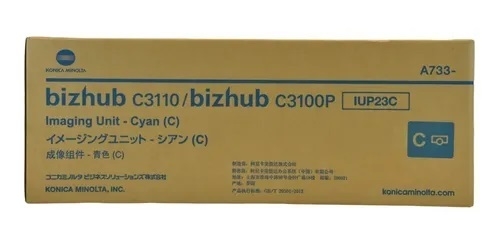 KONICA MINOLTA
A733-
bizhub C3110 / bizhub C3100P IUP23C
Imaging Unit - Cyan (C)
イメージングユニット - シアン (C)
成像组件 - 青色 (C)
C
コニカミノルタ ビジネスソリューションズ株式会社
KONICA MINOLTA, INC.
konicaminolta.com